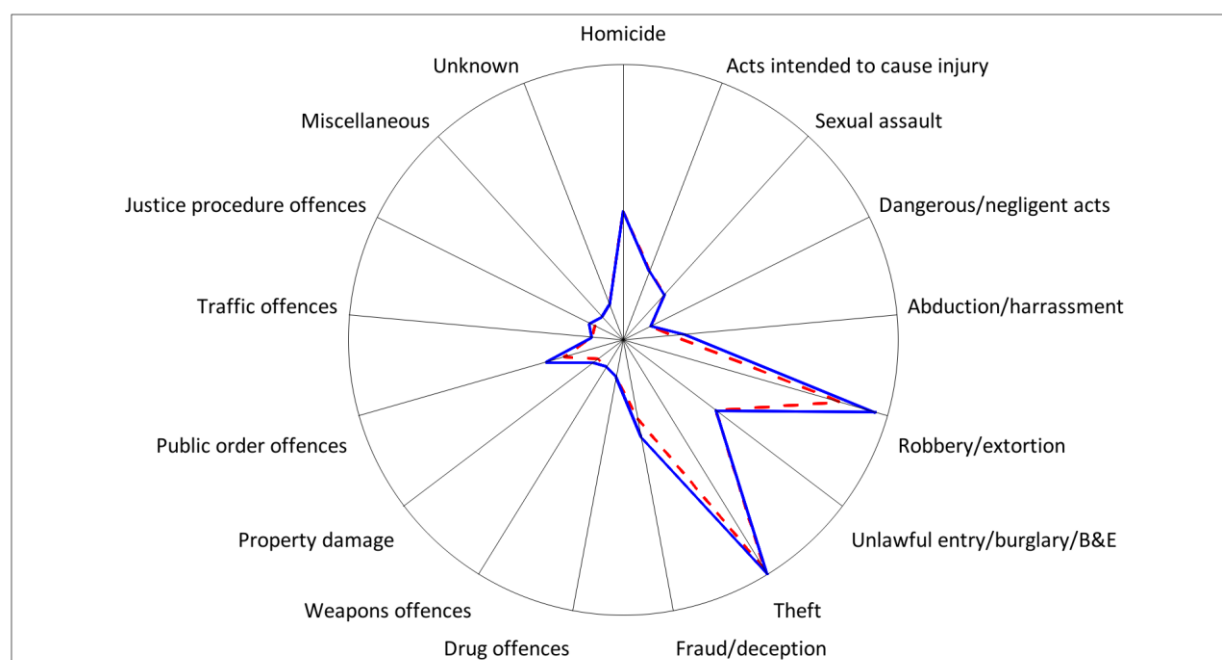 Homicide
Acts intended to cause injury
Sexual assault
Dangerous/negligent acts
Abduction/harrassment
Robbery/extortion
Unlawful entry/burglary/B&E
Theft
Fraud/deception
Drug offences
Weapons offences
Property damage
Public order offences
Traffic offences
Justice procedure offences
Miscellaneous
Unknown